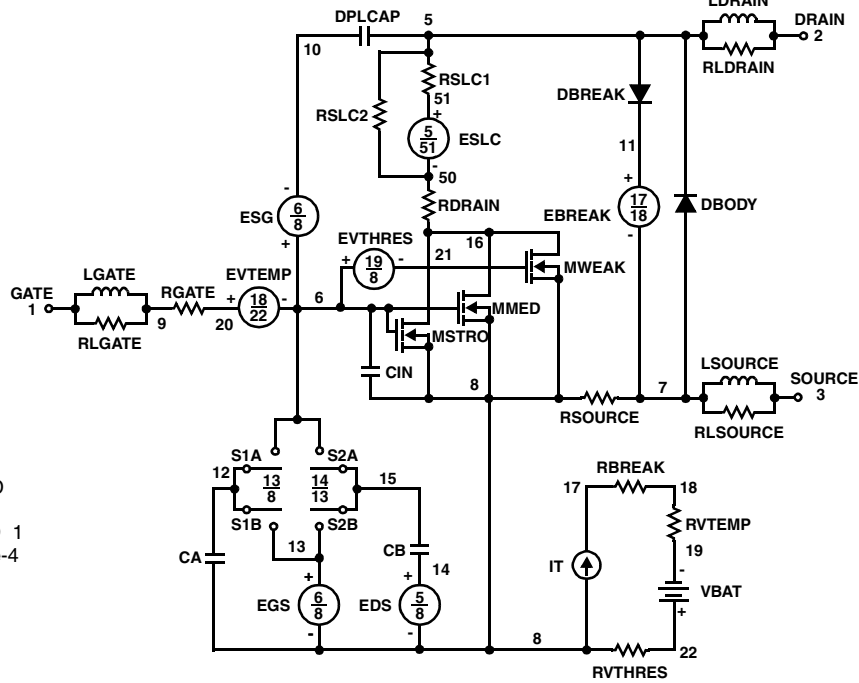 LDRAIN
DPLCAP 5 DRAIN
10 2
RLDRAIN
RSLC1
DBREAK
51
RSLC2
+
5
51
ESLC
11
-
50
-
+
17
18
DBODY
6
8
ESG
RDRAIN
EBREAK
+
16
-
EVTHRES
21
+ 19
8 -
MWEAK
LGATE
EVTEMP
GATE
1
RGATE
+ 18
22 -
6
MMED
9
20
RLGATE
MSTRO
LSOURCE
CIN
8
7
SOURCE
3
RSOURCE
RLSOURCE
S1A
S2A
12
13
8
14
13
15
RBREAK
17
18
S1B
S2B
RVTEMP
13
CB
19
CA
IT
14
-
+
+
VBAT
EGS
6
8
EDS
5
8
+
-
-
8
22
RVTHRES
1
-4